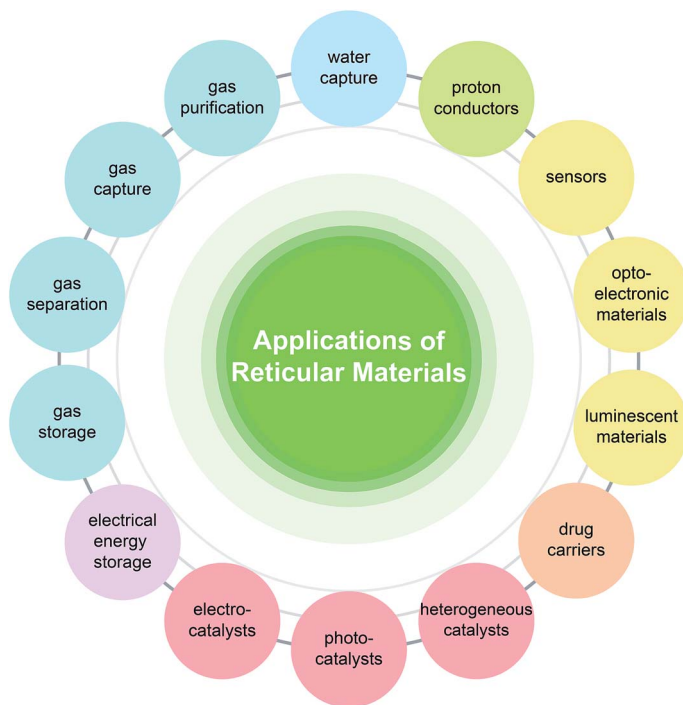 water
capture
proton
conductors
sensors
opto-
electronic
materials
luminescent
materials
drug
carriers
heterogeneous
catalysts
photo-
catalysts
electro-
catalysts
electrical
energy
storage
gas
storage
gas
separation
gas
capture
gas
purification
Applications of
Reticular Materials